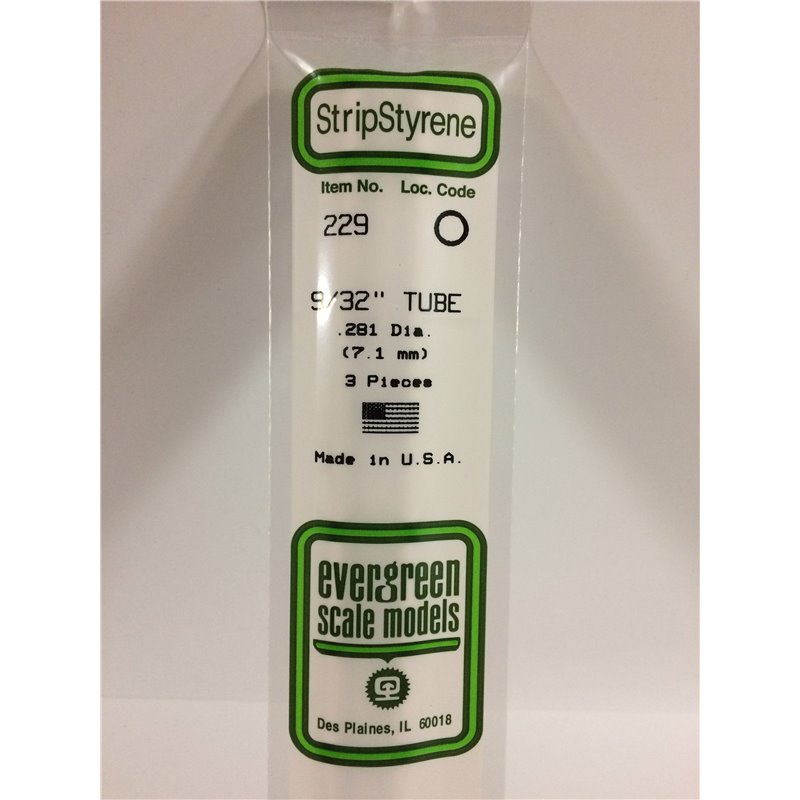 StripStyrene
Item No. Loc. Code
229
9/32" TUBE
.281 Dia.
(7.1 mm)
3 Pieces
Made in U.S.A.
evergreen
scale models
Des Plaines, IL 60018